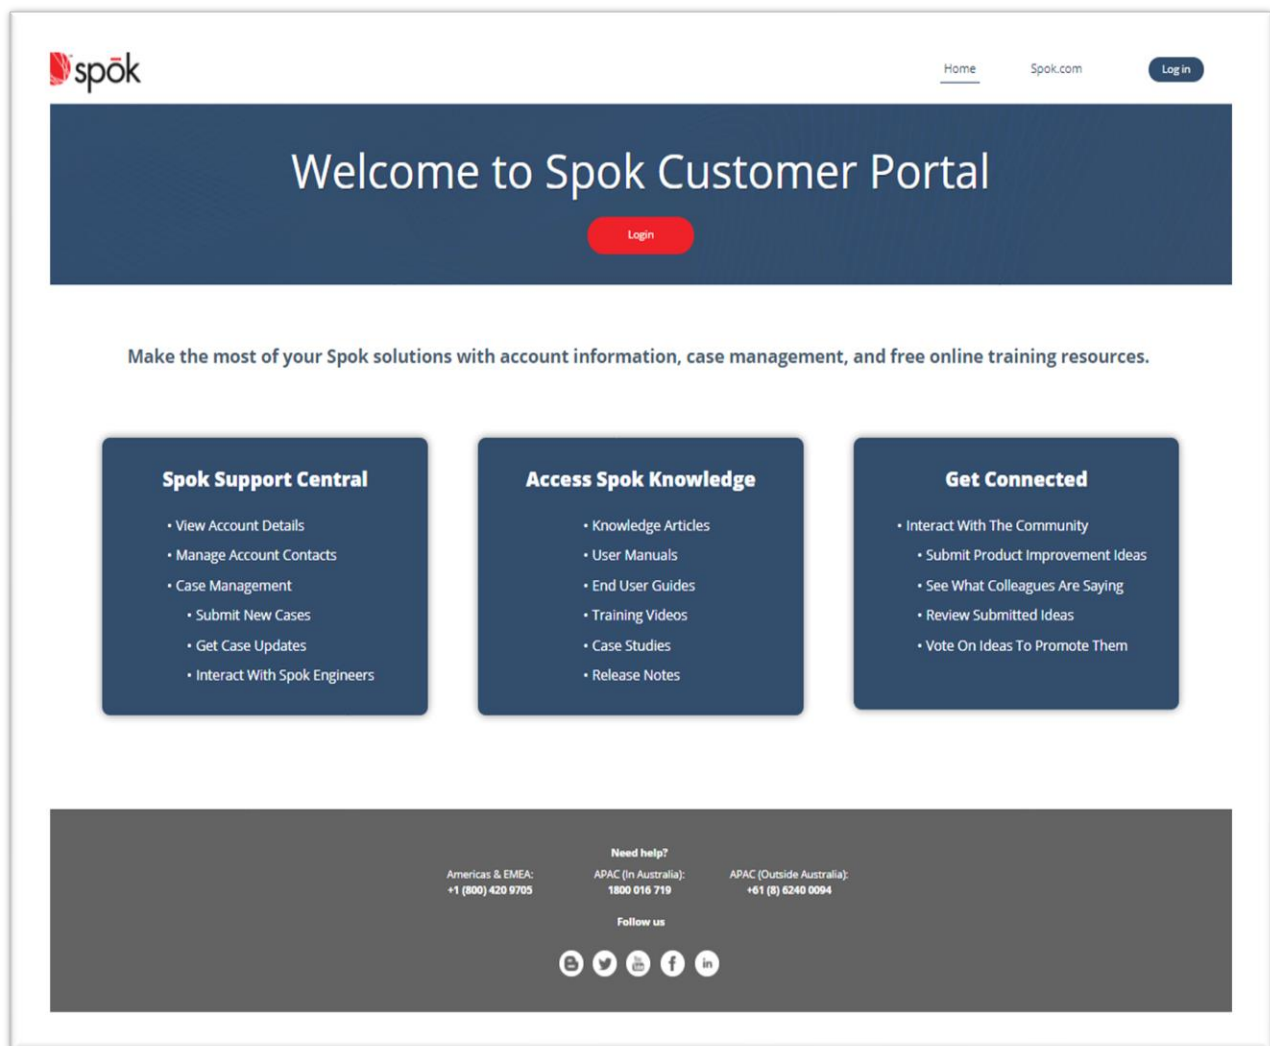 spōk
Home
Spok.com
Log in
Welcome to Spok Customer Portal
Login
Make the most of your Spok solutions with account information, case management, and free online training resources.
Spok Support Central
• View Account Details
• Manage Account Contacts
• Case Management
• Submit New Cases
• Get Case Updates
• Interact With Spok Engineers
Access Spok Knowledge
• Knowledge Articles
• User Manuals
• End User Guides
• Training Videos
• Case Studies
• Release Notes
Get Connected
• Interact With The Community
• Submit Product Improvement Ideas
• See What Colleagues Are Saying
• Review Submitted Ideas
• Vote On Ideas To Promote Them
Need help?
Americas & EMEA:
+1 (800) 420 9705
APAC (In Australia):
1800 016 719
APAC (Outside Australia):
+61 (8) 6240 0094
Follow us